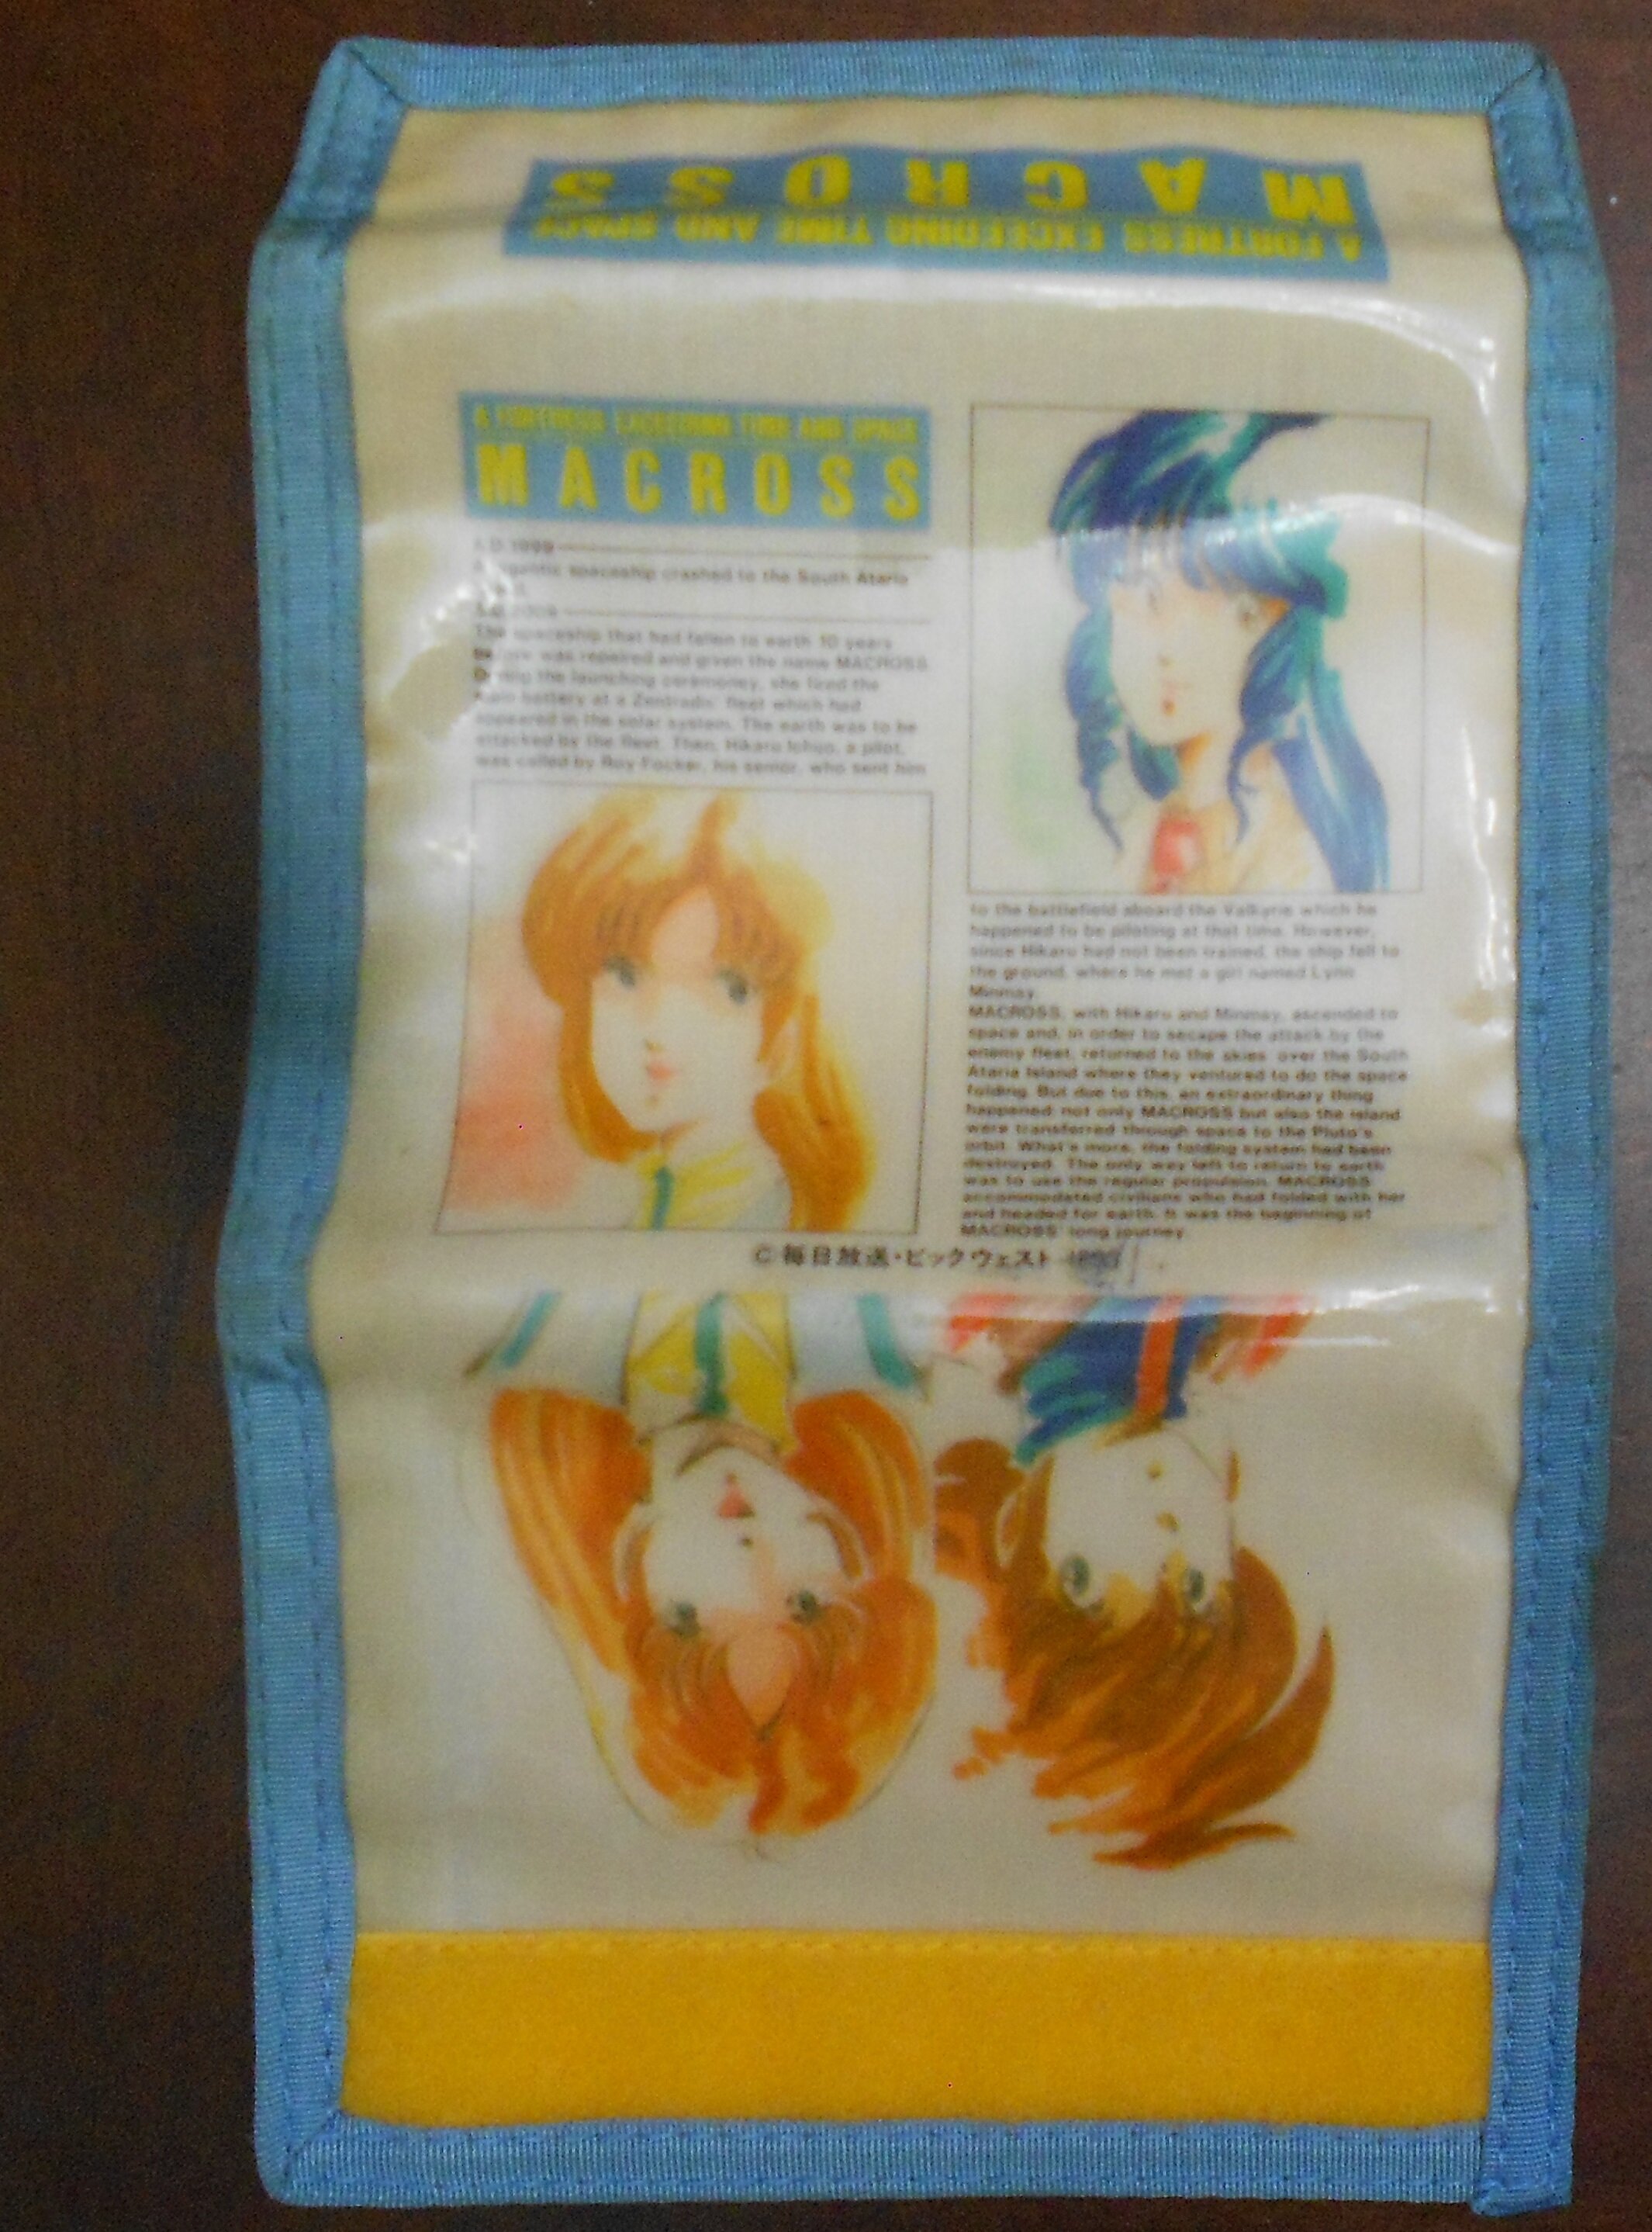 MACROSS
A FORTRESS EXCEEDING TIME AND SPACE
A FORTRESS EXCEEDING TIME AND SPACE
MACROSS
A.D.1999
A gigantic spaceship crashed to the South Ataria
A.D.2009
The spaceship that had fallen to earth 10 years
before was repaired and given the name MACROSS
During the launching ceremoney, she fired the
main battery at a Zentradis' fleet which had
appeared in the solar system. The earth was to be
attacked by the fleet. Then, Hikaru Ichijo, a pilot,
was called by Roy Focker, his senior, who sent him
to the battlefield aboard the Valkyrie which he
happened to be piloting at that time. However,
since Hikaru had not been trained, the ship fell to
the ground, where he met a girl named Lynn
Minmay.
MACROSS, with Hikaru and Minmay, ascended to
space and, in order to secape the attack by the
enemy fleet, returned to the skies over the South
Ataria Island where they ventured to do the space
folding. But due to this, an extraordinary thing
happened: not only MACROSS but also the island
were transferred through space to the Pluto's
orbit. What's more, the folding system had been
destroyed. The only way left to return to earth
was to use the regular propulsion. MACROSS
accommodated civilians who had folded with her
and headed for earth. It was the beginning of
MACROSS' long journey.
© 毎日放送・ビックウェスト